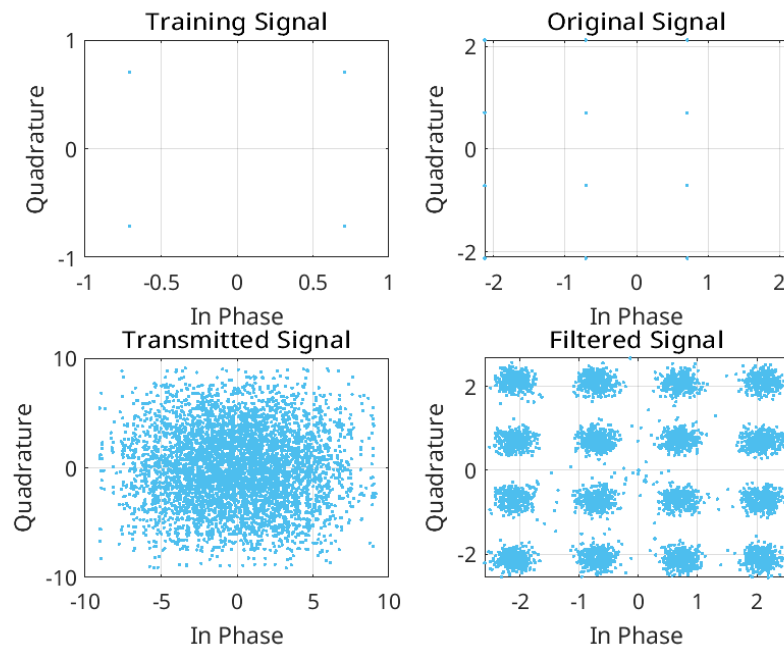 Training Signal
1
0
-1
Quadrature
-1
-0.5
0
0.5
1
In Phase
Original Signal
2
0
-2
Quadrature
-2
-1
0
1
2
In Phase
Transmitted Signal
10
0
-10
Quadrature
-10
-5
0
5
10
In Phase
Filtered Signal
2
0
-2
Quadrature
-2
-1
0
1
2
In Phase